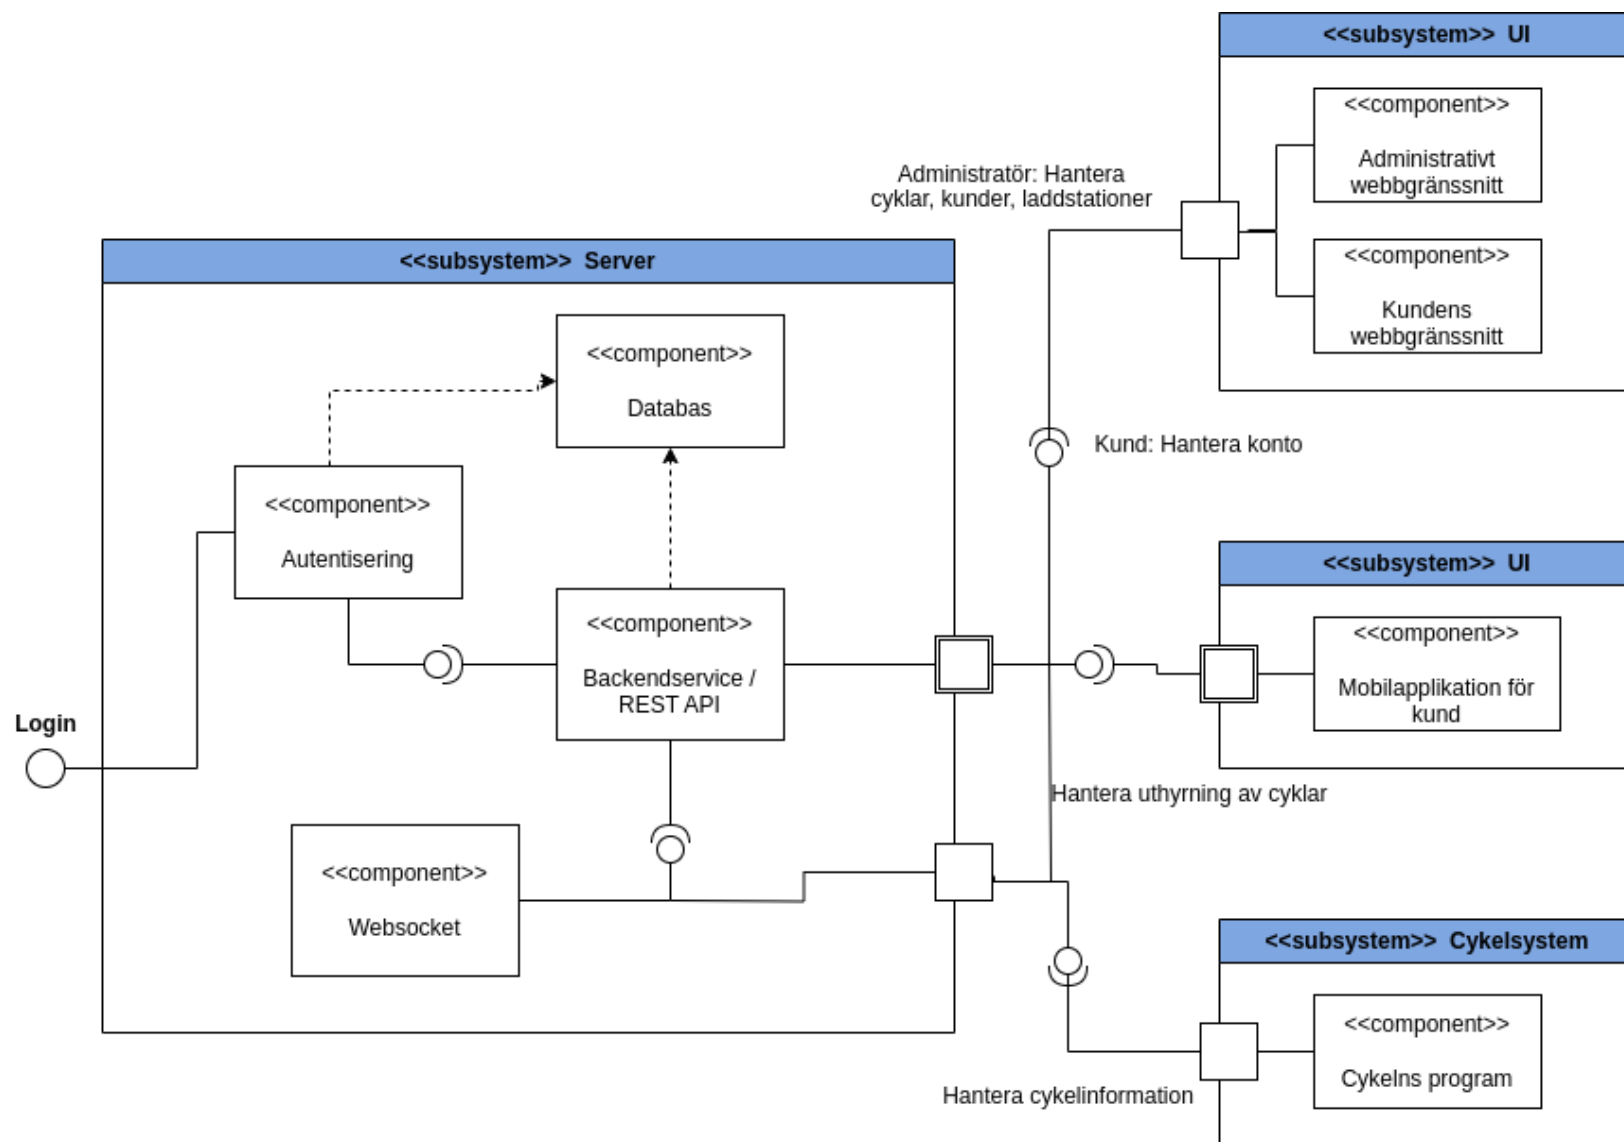 <<subsystem>> UI
<<component>>
Administrativt
webbgränssnitt
Administratör: Hantera
cyklar, kunder, laddstationer
<<component>>
Kundens
webbgränssnitt
<<subsystem>> Server
<<component>>
Databas
Kund: Hantera konto
<<component>>
Autentisering
<<subsystem>> UI
<<component>>
Backendservice /
REST API
<<component>>
Mobilapplikation för
kund
Login
Hantera uthyrning av cyklar
<<component>>
Websocket
<<subsystem>> Cykelsystem
<<component>>
Cykelns program
Hantera cykelinformation